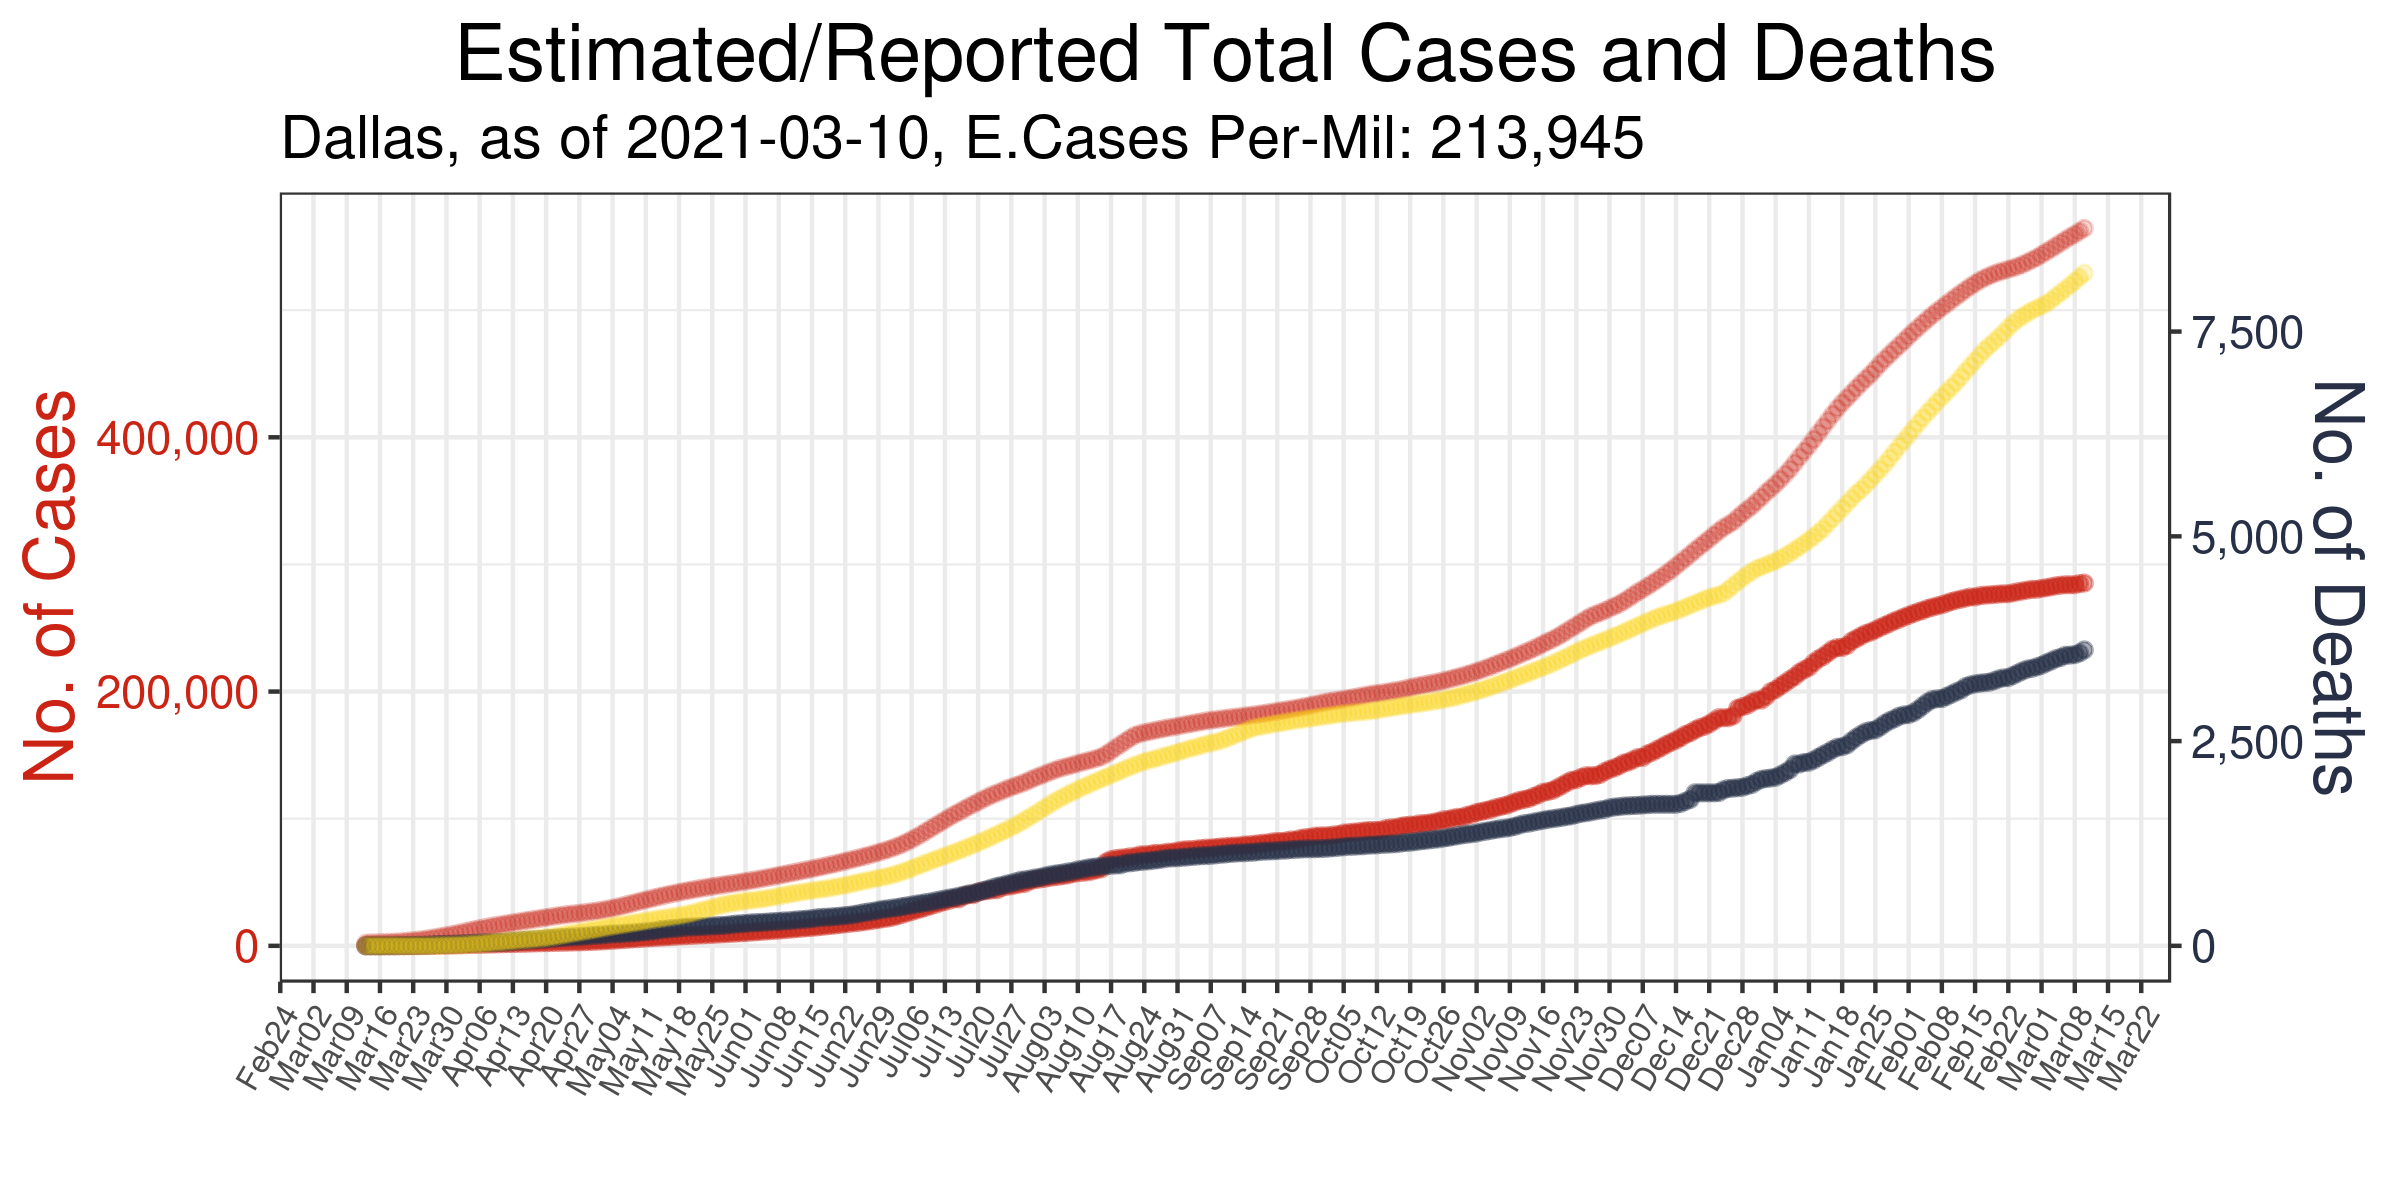 Estimated/Reported Total Cases and Deaths
Dallas, as of 2021-03-10, E.Cases Per-Mil: 213,945
No. of Cases
400,000
200,000
0
7,500
5,000
2,500
0
No. of Deaths
Feb24
Mar02
Mar09
Mar16
Mar23
Mar30
Apr06
Apr13
Apr20
Apr27
May04
May11
May18
May25
Jun01
Jun08
Jun15
Jun22
Jun29
Jul06
Jul13
Jul20
Jul27
Aug03
Aug10
Aug17
Aug24
Aug31
Sep07
Sep14
Sep21
Sep28
Oct05
Oct12
Oct19
Oct26
Nov02
Nov09
Nov16
Nov23
Nov30
Dec07
Dec14
Dec21
Dec28
Jan04
Jan11
Jan18
Jan25
Feb01
Feb08
Feb15
Feb22
Mar01
Mar08
Mar15
Mar22